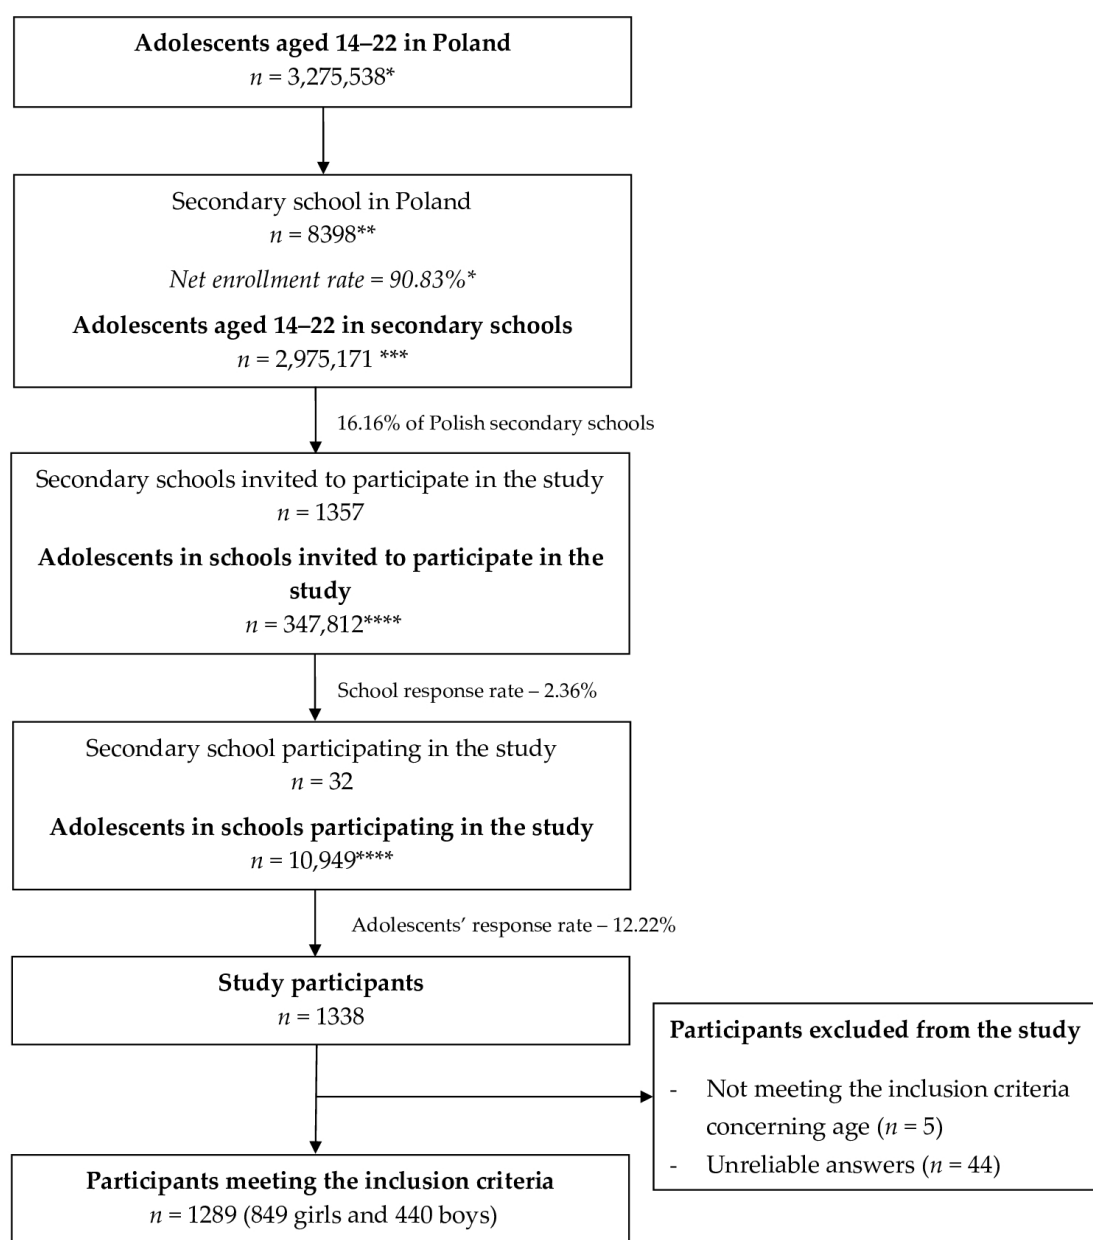 Adolescents aged 14–22 in Poland
n = 3,275,538*
Secondary school in Poland
n = 8398**
Net enrollment rate = 90.83%*
Adolescents aged 14–22 in secondary schools
n = 2,975,171 ***
16.16% of Polish secondary schools
Secondary schools invited to participate in the study
n = 1357
Adolescents in schools invited to participate in the
study
n = 347,812****
School response rate – 2.36%
Secondary school participating in the study
n = 32
Adolescents in schools participating in the study
n = 10,949****
Adolescents’ response rate – 12.22%
Study participants
n = 1338
Participants excluded from the study
- Not meeting the inclusion criteria
concerning age (n = 5)
- Unreliable answers (n = 44)
Participants meeting the inclusion criteria
n = 1289 (849 girls and 440 boys)